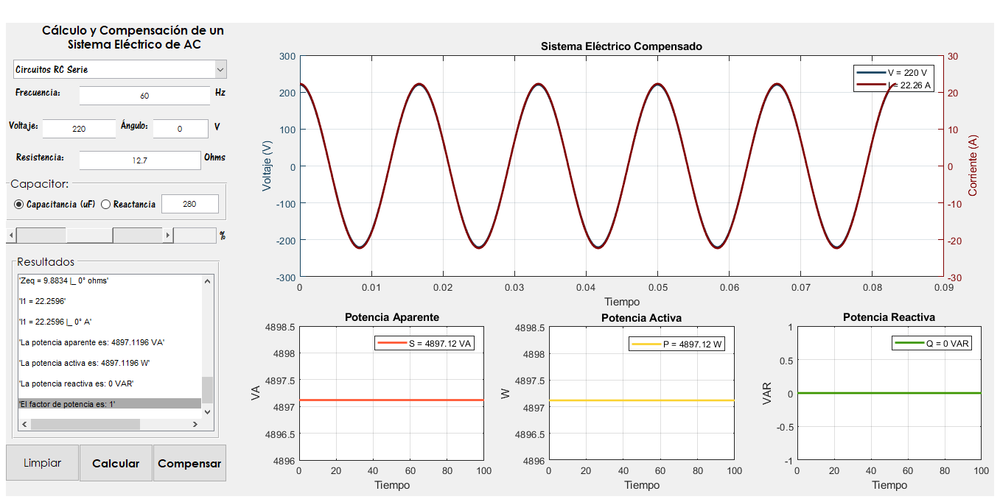 Cálculo y Compensación de un
Sistema Eléctrico de AC
Circuitos RC Serie
Frecuencia: 60 Hz
Voltaje: 220 Ángulo: 0 V
Resistencia: 12.7 Ohms
Capacitor:
Capacitancia (uF) Reactancia 280
%
Resultados
'Zeq = 9.8834 |_ 0° ohms'
'I1 = 22.2596'
'I1 = 22.2596 |_ 0° A'
'La potencia aparente es: 4897.1196 VA'
'La potencia activa es: 4897.1196 W'
'La potencia reactiva es: 0 VAR'
'El factor de potencia es: 1'
Limpiar Calcular Compensar
Sistema Eléctrico Compensado
V = 220 V
I = 22.26 A
300
200
100
0
-100
-200
-300
Voltaje (V)
30
20
10
0
-10
-20
-30
Corriente (A)
0 0.01 0.02 0.03 0.04 0.05 0.06 0.07 0.08 0.09
Tiempo
Potencia Aparente
S = 4897.12 VA
4898.5
4898
4897.5
4897
4896.5
4896
VA
0 20 40 60 80 100
Tiempo
Potencia Activa
P = 4897.12 W
4898.5
4898
4897.5
4897
4896.5
4896
W
0 20 40 60 80 100
Tiempo
Potencia Reactiva
Q = 0 VAR
1
0.5
0
-0.5
-1
VAR
0 20 40 60 80 100
Tiempo